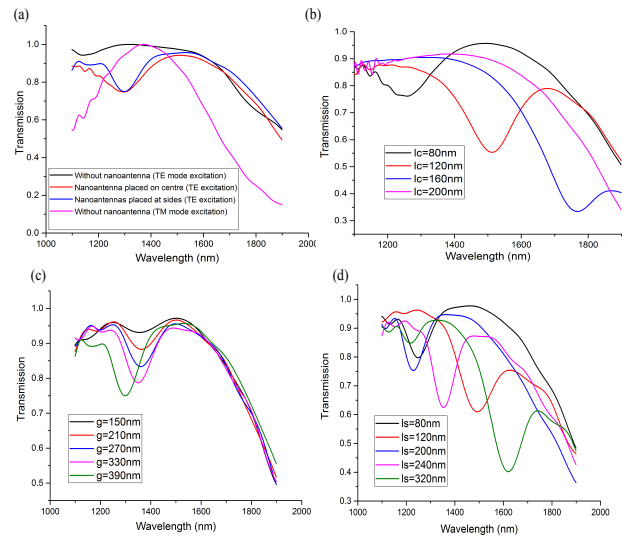 (a)
1.0
0.8
0.6
0.4
0.2
0.0
Transmission
Without nanoantenna (TE mode excitation)
Nanoantenna placed on centre (TE excitation)
Nanoantennas placed at sides (TE excitation)
Without nanoantenna (TM mode excitation)
1000 1200 1400 1600 1800 2000
Wavelength (nm)
(b)
1.0
0.9
0.8
0.7
0.6
0.5
0.4
0.3
Transmission
lc=80nm
lc=120nm
lc=160nm
lc=200nm
1200 1400 1600 1800
Wavelength (nm)
(c)
1.0
0.9
0.8
0.7
0.6
0.5
Transmission
g=150nm
g=210nm
g=270nm
g=330nm
g=390nm
1000 1200 1400 1600 1800 2000
Wavelength (nm)
(d)
1.0
0.9
0.8
0.7
0.6
0.5
0.4
0.3
Transmission
ls=80nm
ls=120nm
ls=200nm
ls=240nm
ls=320nm
1000 1200 1400 1600 1800 2000
Wavelength (nm)